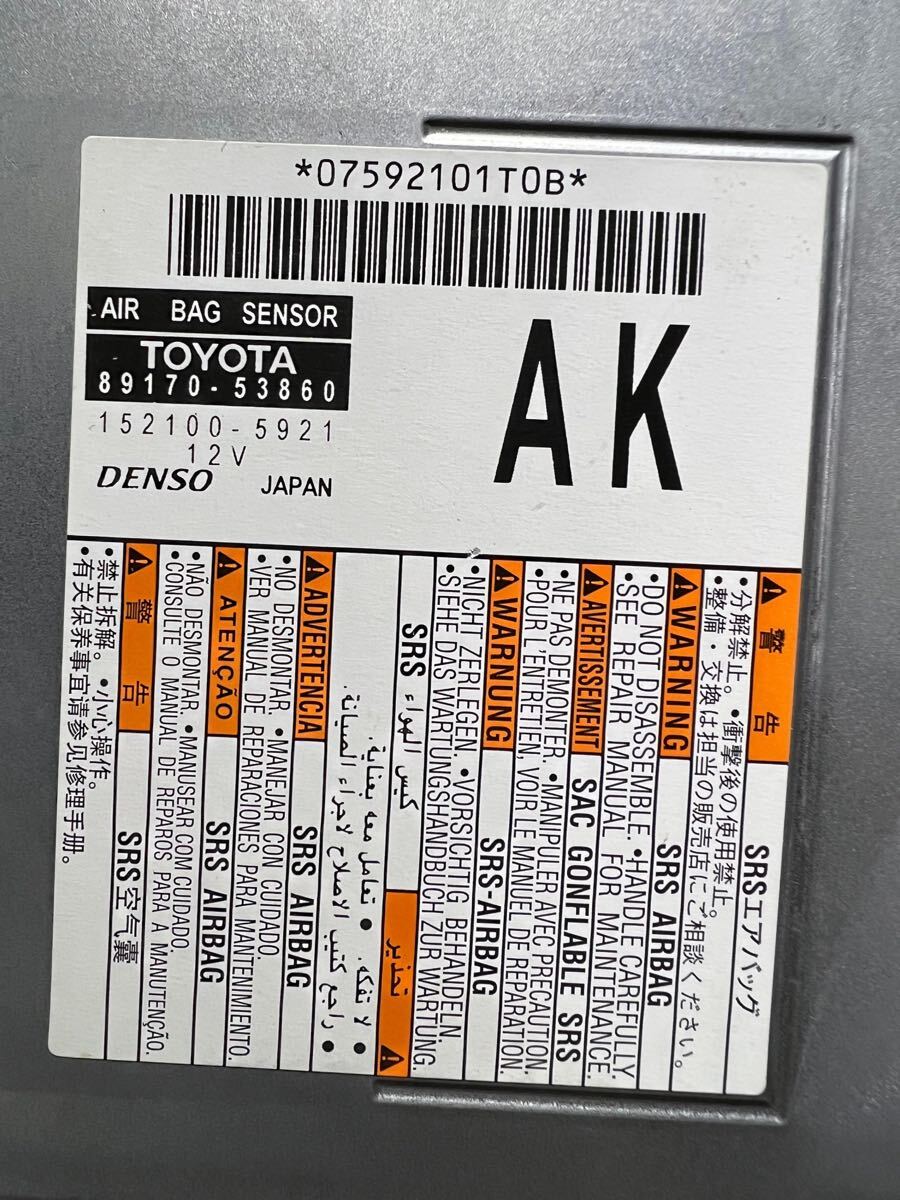 *07592101T0B*
AIR BAG SENSOR
TOYOTA
89170-53860
152100-5921
12V
DENSO JAPAN
AK
⚠警告 SRSエアバッグ
•分解禁止。•衝撃後の使用禁止。
•整備・交換は担当の販売店にご相談ください。
⚠WARNING SRS AIRBAG
•DO NOT DISASSEMBLE. •HANDLE CAREFULLY.
•SEE REPAIR MANUAL FOR MAINTENANCE.
⚠AVERTISSEMENT SAC GONFLABLE SRS
•NE PAS DEMONTER. •MANIPULER AVEC PRECAUTION.
•POUR L'ENTRETIEN, VOIR LE MANUEL DE REPARATION.
⚠WARNUNG SRS-AIRBAG
•NICHT ZERLEGEN. •VORSICHTIG BEHANDELN.
•SIEHE DAS WARTUNGSHANDBUCH ZUR WARTUNG.
⚠ تحذير كيس الهواء SRS
• لا تفكه. • تعامل معه بعناية.
• راجع كتيب الاصلاح لاجراء الصيانة.
⚠ADVERTENCIA SRS AIRBAG
•NO DESMONTAR. •MANEJAR CON CUIDADO.
•VER MANUAL DE REPARACIONES PARA MANTENIMIENTO.
⚠ATENÇÃO SRS AIRBAG
•NÃO DESMONTAR. •MANUSEAR COM CUIDADO.
•CONSULTE O MANUAL DE REPAROS PARA A MANUTENÇÃO.
⚠警告 SRS空气囊
•禁止拆解。•小心操作。
•有关保养事宜请参见修理手册。